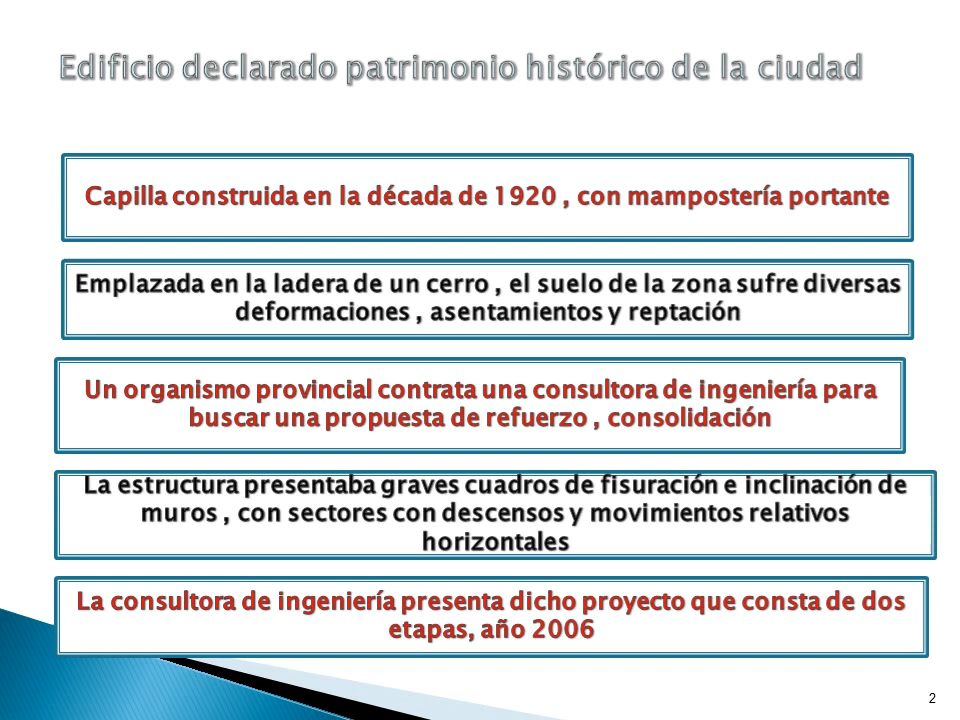 Edificio declarado patrimonio histórico de la ciudad
Capilla construida en la década de 1920 , con mampostería portante
Emplazada en la ladera de un cerro , el suelo de la zona sufre diversas
deformaciones , asentamientos y reptación
Un organismo provincial contrata una consultora de ingeniería para
buscar una propuesta de refuerzo , consolidación
La estructura presentaba graves cuadros de fisuración e inclinación de
muros , con sectores con descensos y movimientos relativos
horizontales
La consultora de ingeniería presenta dicho proyecto que consta de dos
etapas, año 2006
2